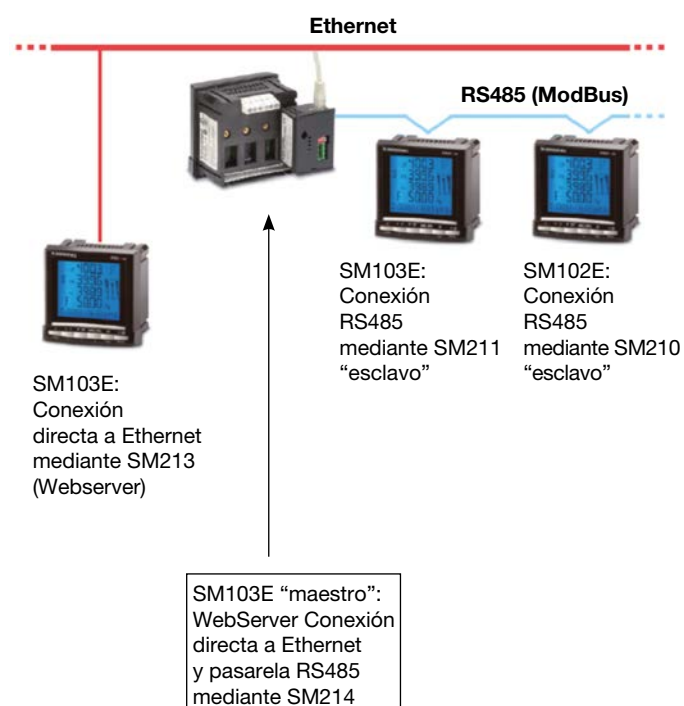 Ethernet
RS485 (ModBus)
SM103E:
Conexión
RS485
mediante SM211
“esclavo”
SM102E:
Conexión
RS485
mediante SM210
“esclavo”
SM103E:
Conexión
directa a Ethernet
mediante SM213
(Webserver)
SM103E “maestro”:
WebServer Conexión
directa a Ethernet
y pasarela RS485
mediante SM214